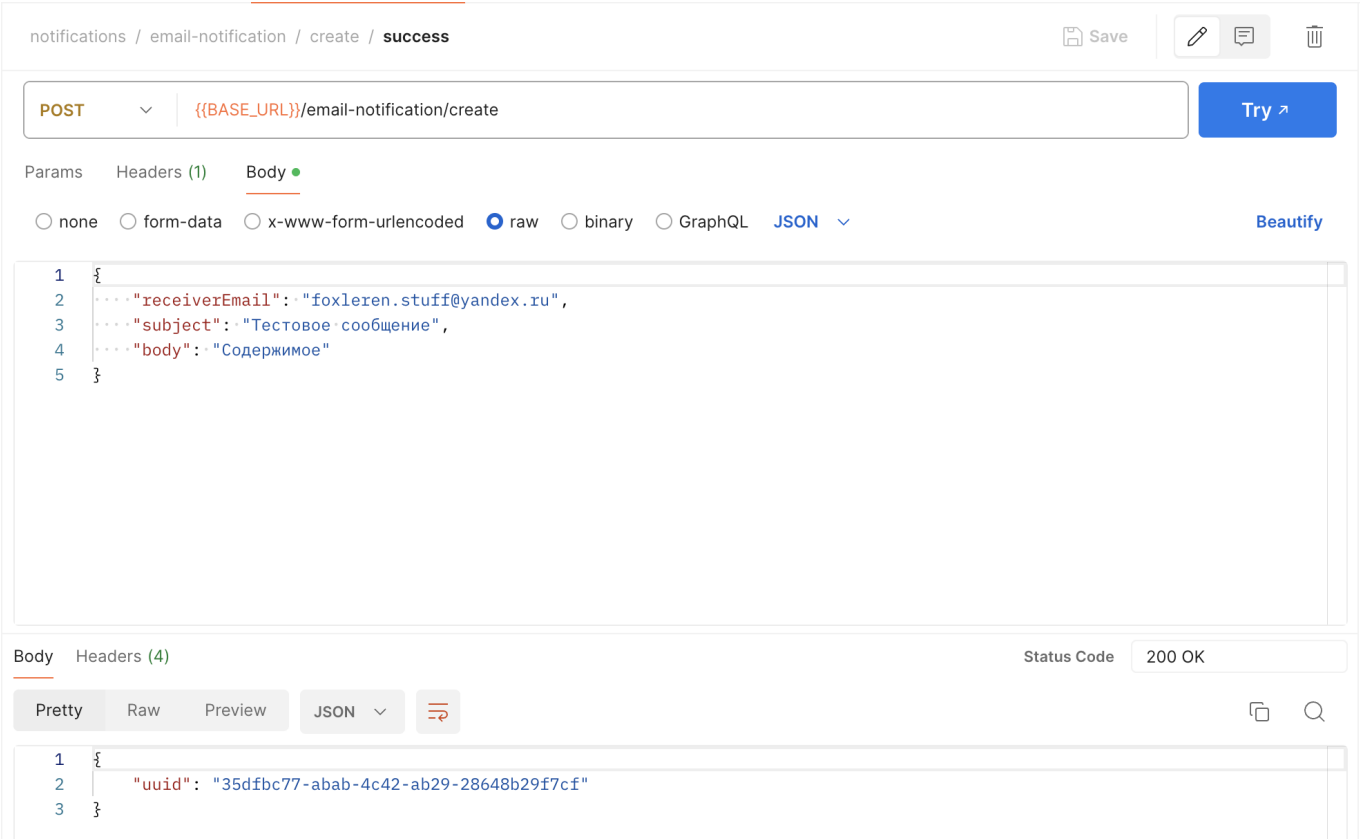 notifications / email-notification / create / success
Save
POST
{{BASE_URL}}/email-notification/create
Try
Params Headers (1) Body
none form-data x-www-form-urlencoded raw binary GraphQL JSON Beautify
1 {
2 "receiverEmail": "foxleren.stuff@yandex.ru",
3 "subject": "Тестовое сообщение",
4 "body": "Содержимое"
5 }
Body Headers (4) Status Code 200 OK
Pretty Raw Preview JSON
1 {
2 "uuid": "35dfbc77-abab-4c42-ab29-28648b29f7cf"
3 }